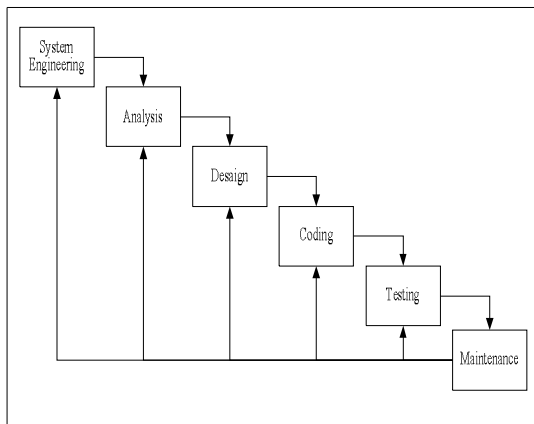 System
Engineering
Analysis
Desaign
Coding
Testing
Maintenance